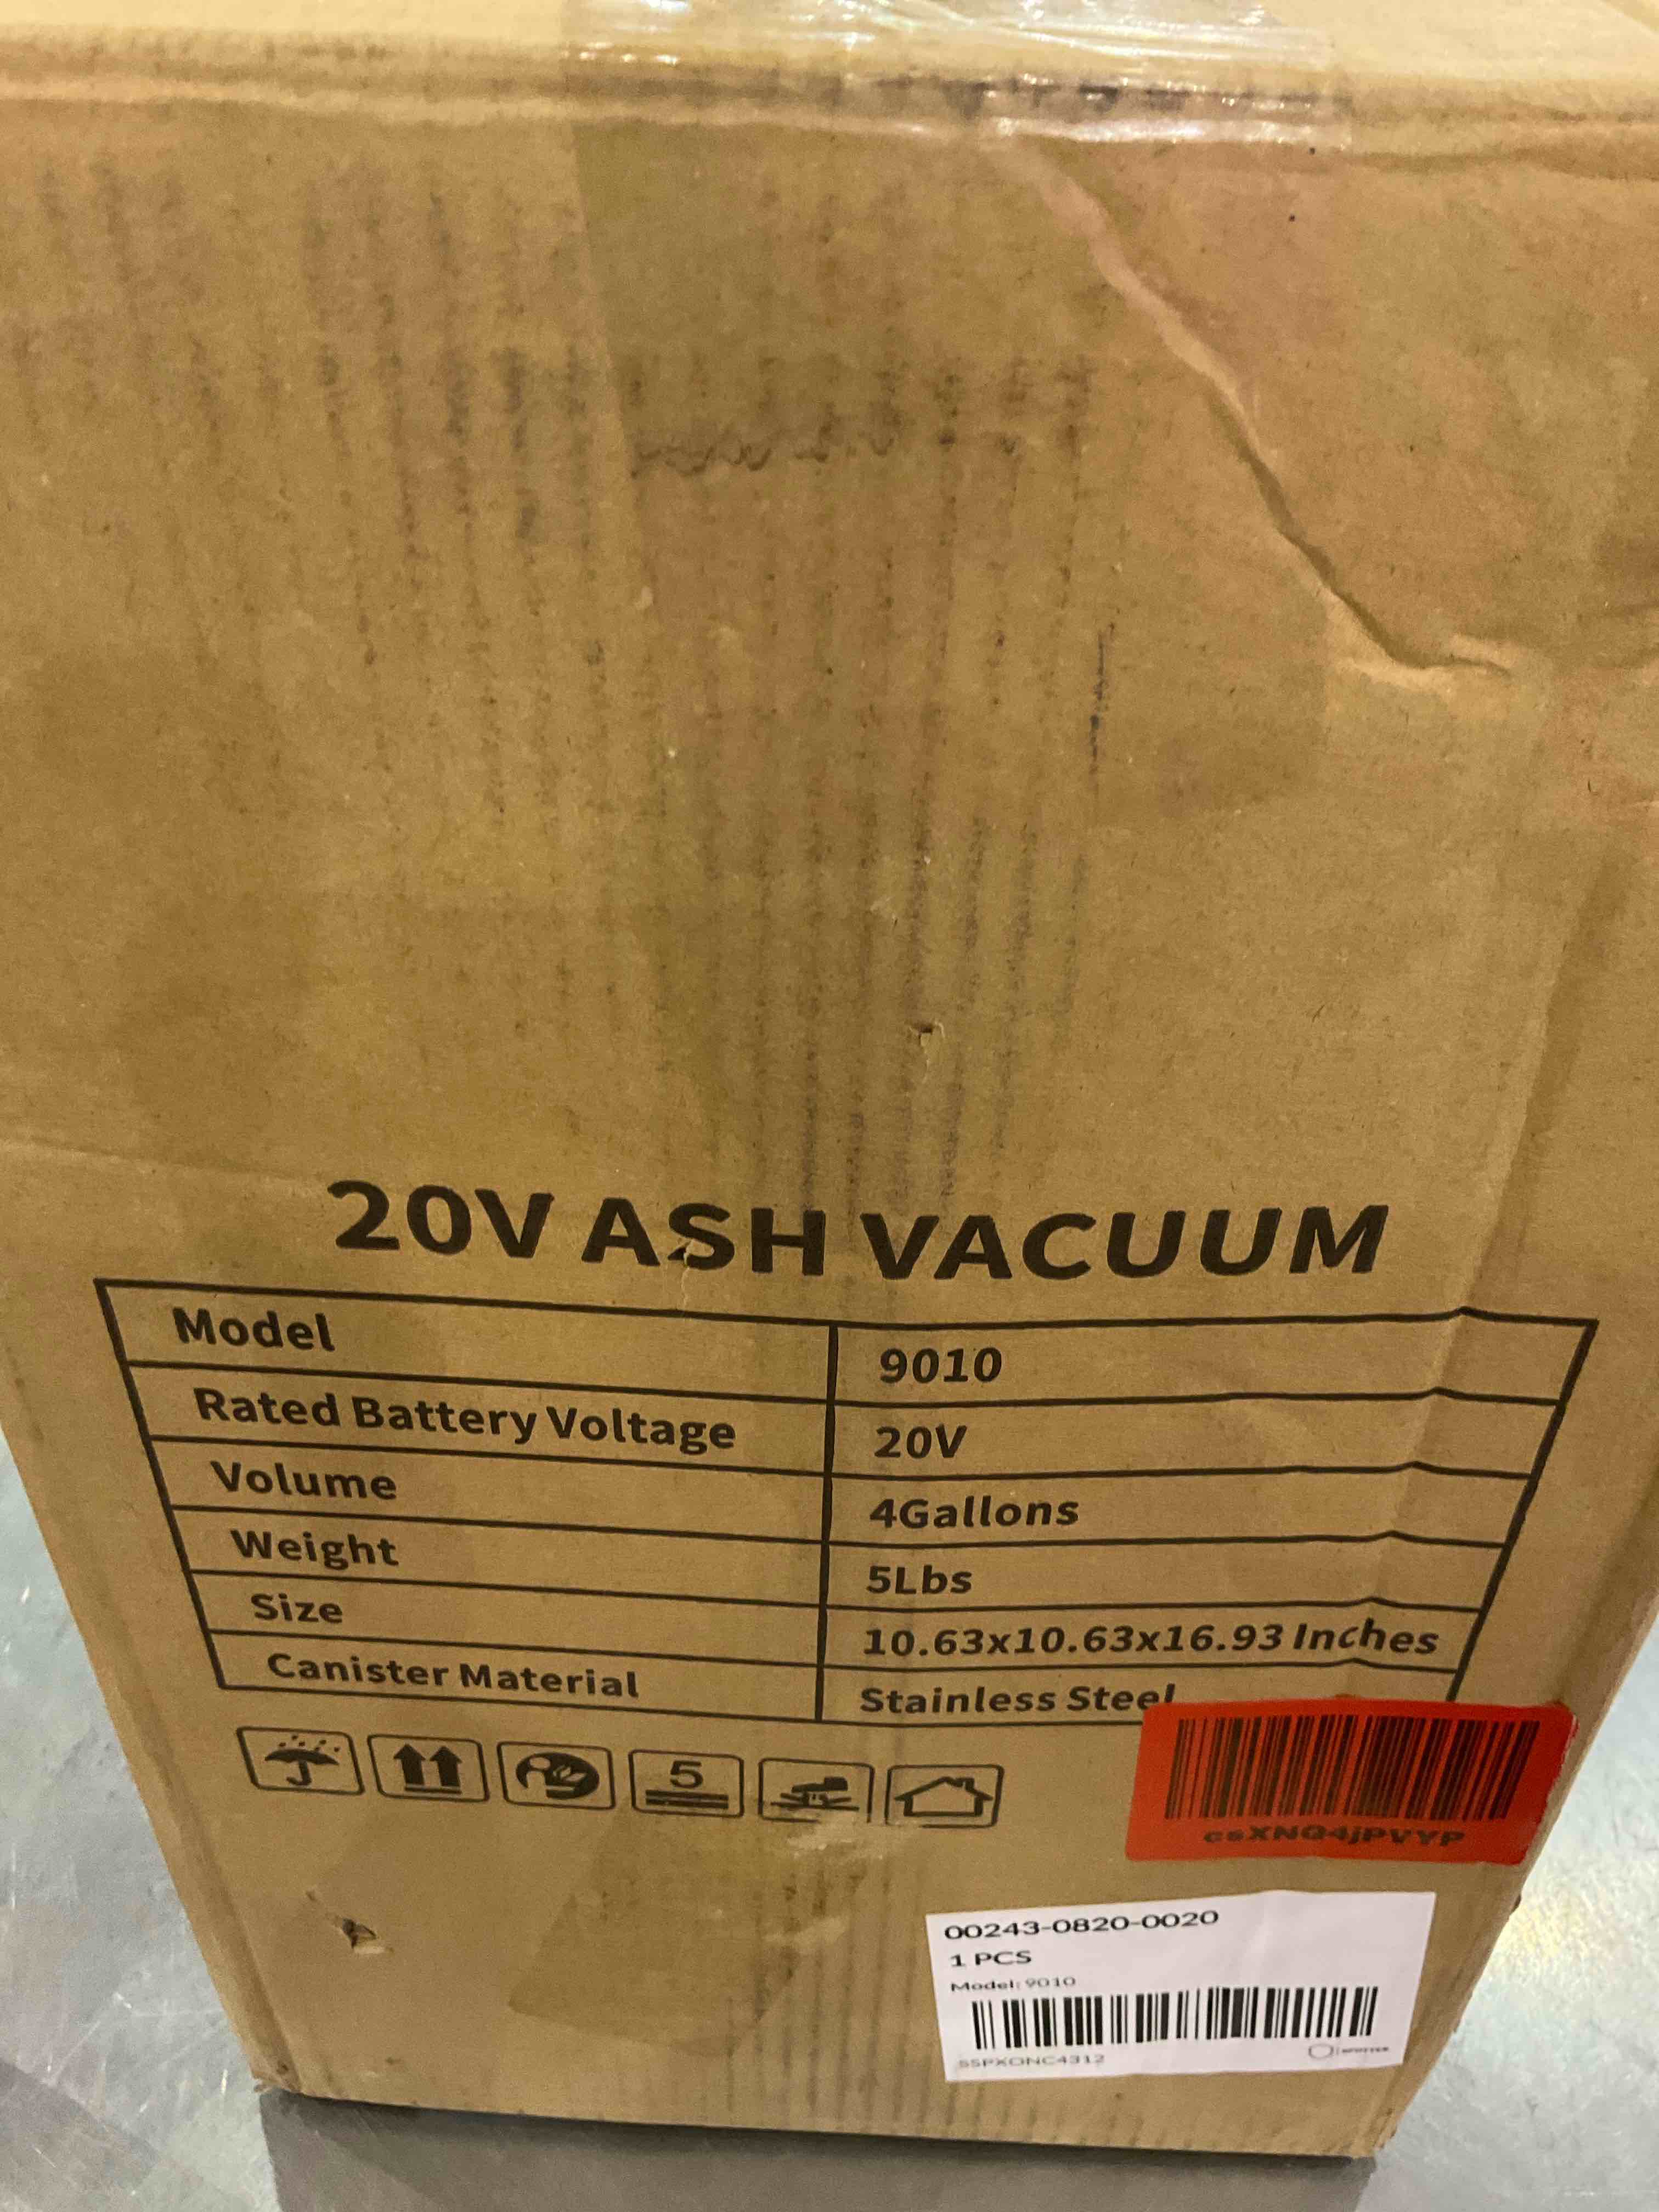 20V ASH VACUUM
Model 9010
Rated Battery Voltage 20V
Volume 4Gallons
Weight 5Lbs
Size 10.63x10.63x16.93 Inches
Canister Material Stainless Steel
5
csXNQ4jPVYP
00243-0820-0020
1 PCS
Model: 9010
SSPXONC4312